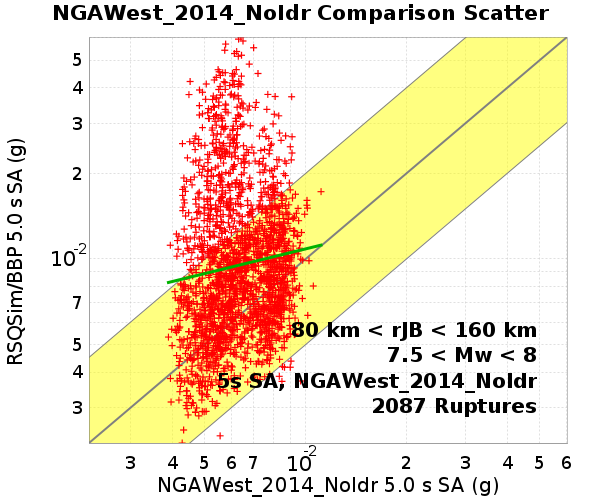 NGAWest_2014_NoIdr Comparison Scatter
5
4
3
2
10-2
7
5
4
3
RSQSim/BBP 5.0 s SA (g)
80 km < rJB < 160 km
7.5 < Mw < 8
5s SA, NGAWest_2014_NoIdr
2087 Ruptures
3 4 5 6 7 10-2 2 3 4 5 6
NGAWest_2014_NoIdr 5.0 s SA (g)